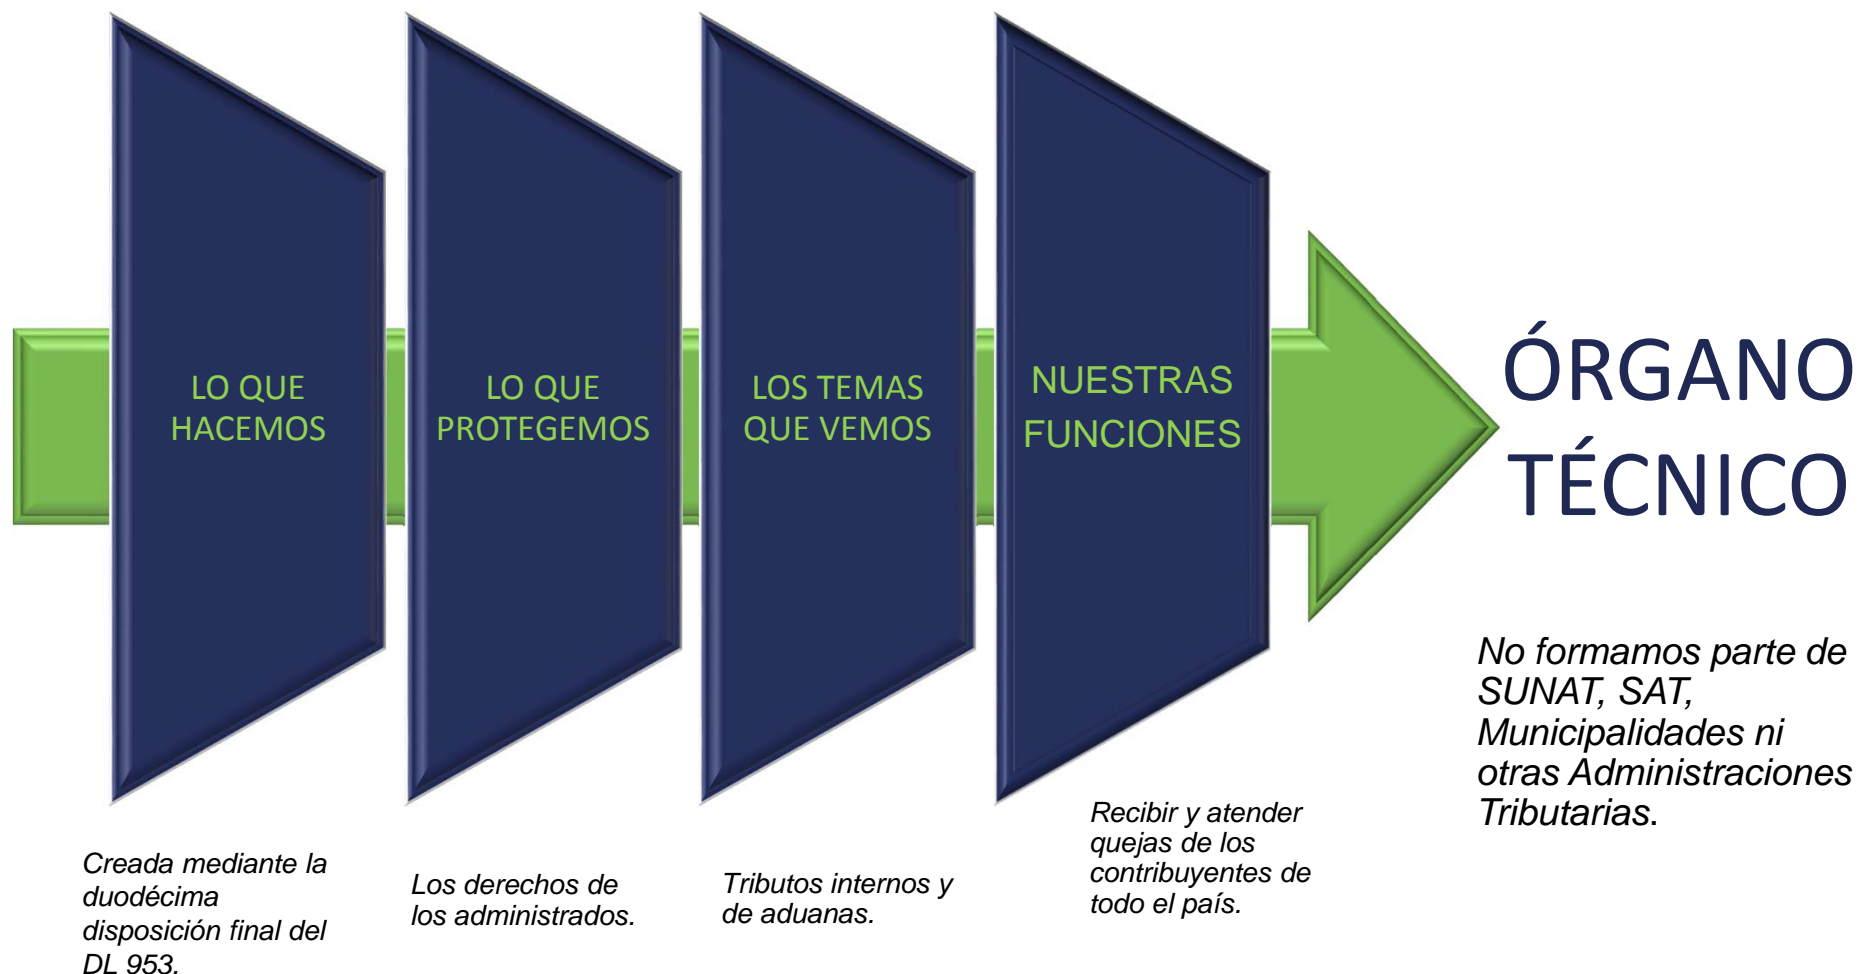 LO QUE
HACEMOS
LO QUE
PROTEGEMOS
LOS TEMAS
QUE VEMOS
NUESTRAS
FUNCIONES
ÓRGANO
TÉCNICO
Creada mediante la
duodécima
disposición final del
DL 953.
Los derechos de
los administrados.
Tributos internos y
de aduanas.
Recibir y atender
quejas de los
contribuyentes de
todo el país.
No formamos parte de
SUNAT, SAT,
Municipalidades ni
otras Administraciones
Tributarias.